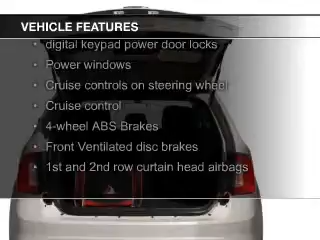 VEHICLE FEATURES
• digital keypad power door locks
• Power windows
• Cruise controls on steering wheel
• Cruise control
• 4-wheel ABS Brakes
• Front Ventilated disc brakes
• 1st and 2nd row curtain head airbags